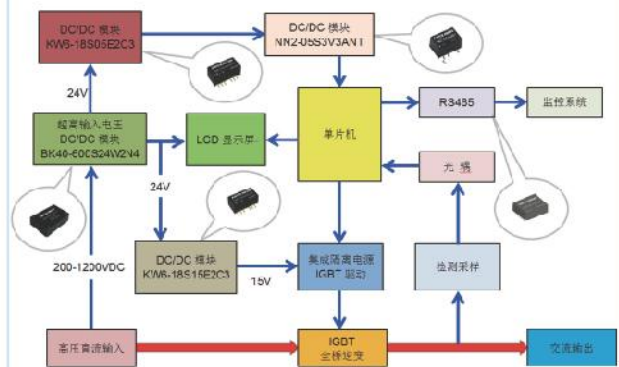 DC/DC 模块
KW6-18S05E2C3
DC/DC 模块
NN2-05S3V3ANT
24V
超高输入电压
DC/DC 模块
BK40-600S24W2N4
LCD 显示屏
单片机
RS485
监控系统
光 耦
24V
200-1200VDC
DC/DC 模块
KW6-18S15E2C3
15V
集成隔离电源
IGBT 驱动
检测采样
高压直流输入
IGBT
全桥逆变
交流输出